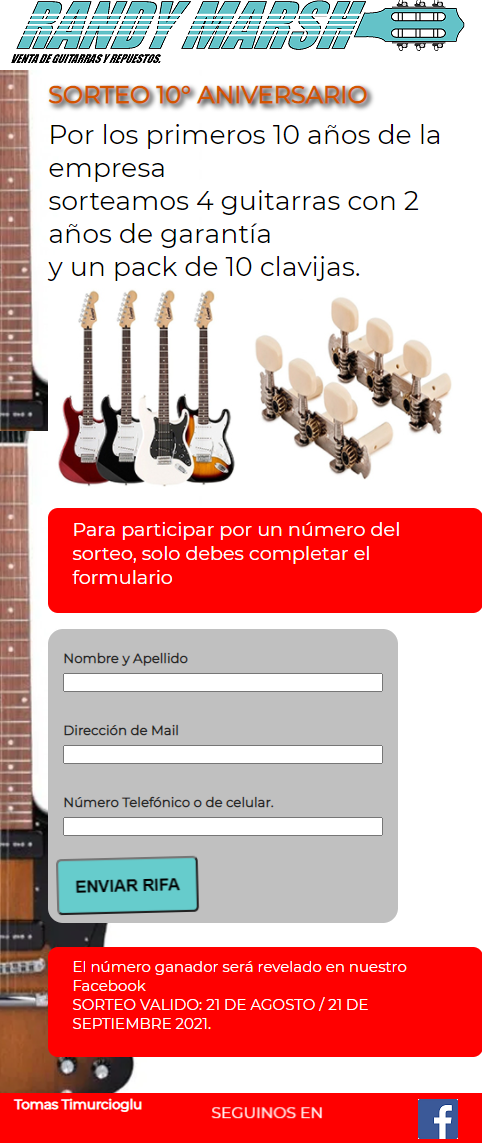 RANDY MARSH
VENTA DE GUITARRAS Y REPUESTOS.
SORTEO 10º ANIVERSARIO
Por los primeros 10 años de la
empresa
sorteamos 4 guitarras con 2
años de garantía
y un pack de 10 clavijas.
Para participar por un número del
sorteo, solo debes completar el
formulario
Nombre y Apellido
Dirección de Mail
Número Telefónico o de celular.
ENVIAR RIFA
El número ganador será revelado en nuestro
Facebook
SORTEO VALIDO: 21 DE AGOSTO / 21 DE
SEPTIEMBRE 2021.
Tomas Timurcioglu
SEGUINOS EN
f